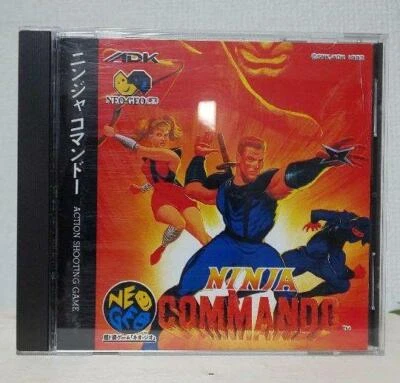 ニンジャコマンドー
ACTION SHOOTING GAME
ADK
NEO•GEO CD
NEO
GEO
NINJA
COMMANDO
TM